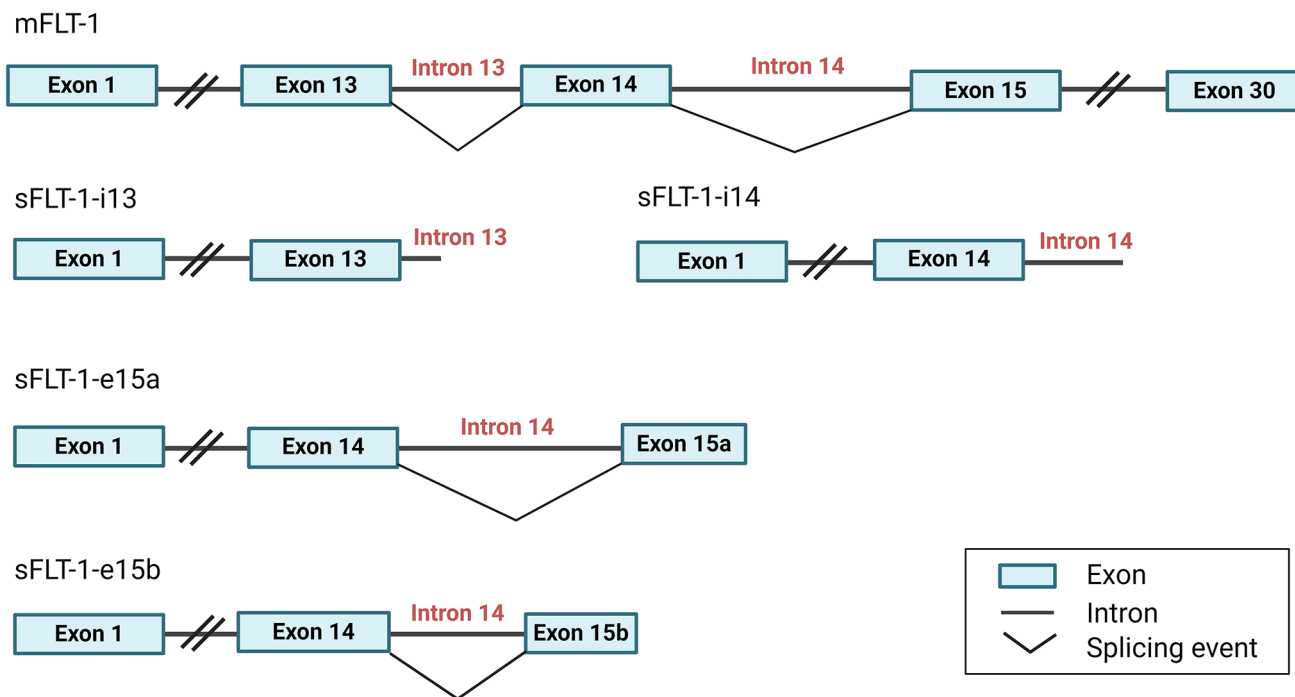 mFLT-1
Exon 1 Exon 13 Intron 13 Exon 14 Intron 14 Exon 15 Exon 30
sFLT-1-i13
Exon 1 Exon 13 Intron 13
sFLT-1-i14
Exon 1 Exon 14 Intron 14
sFLT-1-e15a
Exon 1 Exon 14 Intron 14 Exon 15a
sFLT-1-e15b
Exon 1 Exon 14 Intron 14 Exon 15b
Exon
Intron
Splicing event